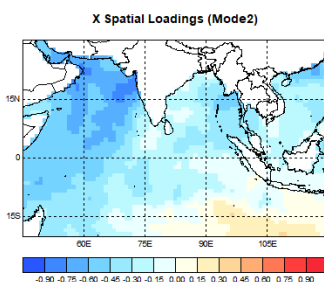 X Spatial Loadings (Mode2)
15N
0
15S
60E 75E 90E 105E
-0.90 -0.75 -0.60 -0.45 -0.30 -0.15 0.00 0.15 0.30 0.45 0.60 0.75 0.90